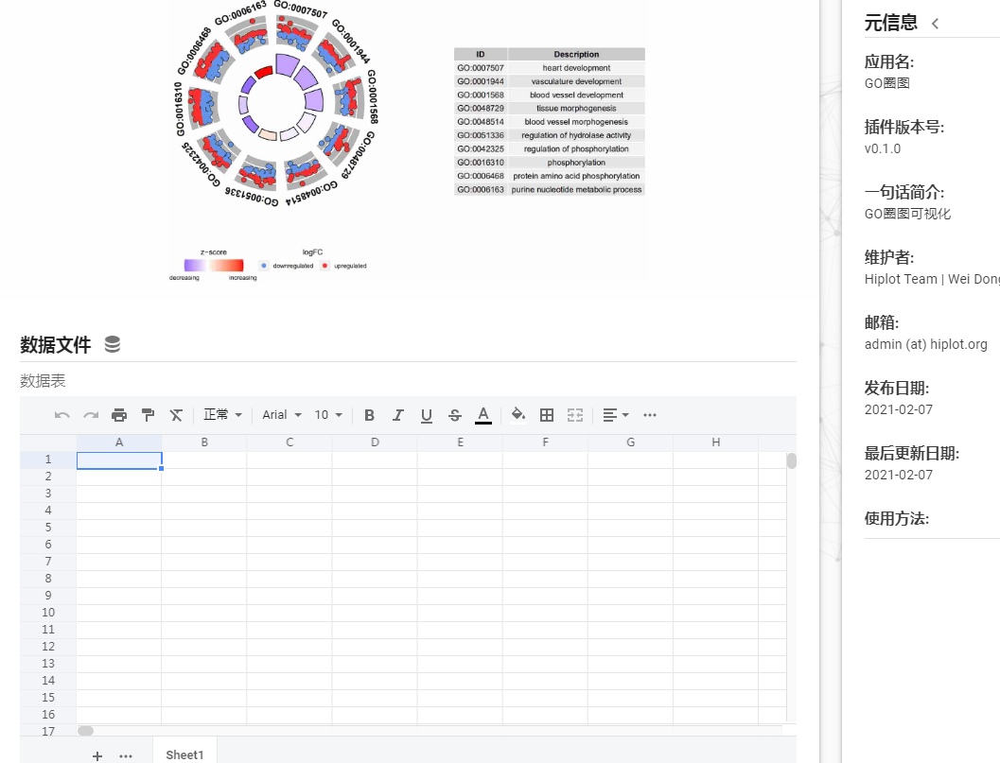 GO:0007507
GO:0001944
GO:0001568
GO:0048729
GO:0048514
GO:0051336
GO:0042325
GO:0016310
GO:0006468
GO:0006163
ID Description
GO:0007507 heart development
GO:0001944 vasculature development
GO:0001568 blood vessel development
GO:0048729 tissue morphogenesis
GO:0048514 blood vessel morphogenesis
GO:0051336 regulation of hydrolase activity
GO:0042325 regulation of phosphorylation
GO:0016310 phosphorylation
GO:0006468 protein amino acid phosphorylation
GO:0006163 purine nucleotide metabolic process
z-score
decreasing increasing
logFC
downregulated upregulated
数据文件
数据表
正常 Arial 10 B I U S A
A B C D E F G H
1
2
3
4
5
6
7
8
9
10
11
12
13
14
15
16
17
+ Sheet1
元信息
应用名:
GO圈图
插件版本号:
v0.1.0
一句话简介:
GO圈图可视化
维护者:
Hiplot Team | Wei Dong
邮箱:
admin (at) hiplot.org
发布日期:
2021-02-07
最后更新日期:
2021-02-07
使用方法: